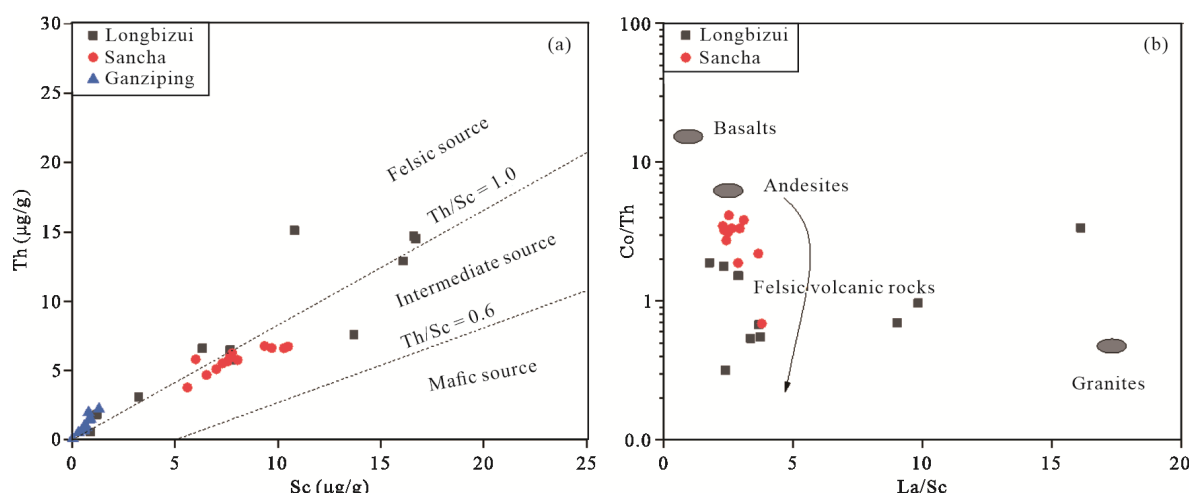 30
25
20
15
10
5
0
Th (μg/g)
Longbizui
Sancha
Ganziping
(a)
Felsic source
Th/Sc = 1.0
Intermediate source
Th/Sc = 0.6
Mafic source
0
5
10
15
20
25
Sc (μg/g)
100
10
1
0.0
Co/Th
Longbizui
Sancha
(b)
Basalts
Andesites
Felsic volcanic rocks
Granites
0
5
10
15
20
La/Sc